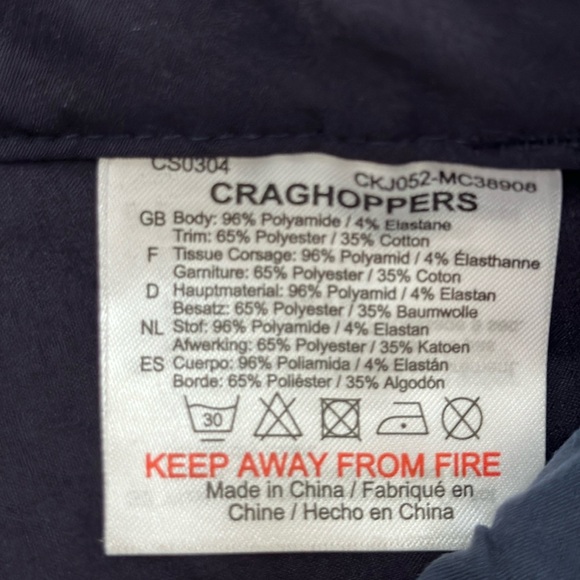 CS0304
CKJ052-MC38908
CRAGHOPPERS
GB Body: 96% Polyamide / 4% Elastane
Trim: 65% Polyester / 35% Cotton
F Tissue Corsage: 96% Polyamid / 4% Élasthanne
Garniture: 65% Polyester / 35% Coton
D Hauptmaterial: 96% Polyamid / 4% Elastan
Besatz: 65% Polyester / 35% Baumwolle
NL Stof: 96% Polyamide / 4% Elastan
Afwerking: 65% Polyester / 35% Katoen
ES Cuerpo: 96% Poliamida / 4% Elastán
Borde: 65% Poliéster / 35% Algodón
30
KEEP AWAY FROM FIRE
Made in China / Fabriqué en
Chine / Hecho en China